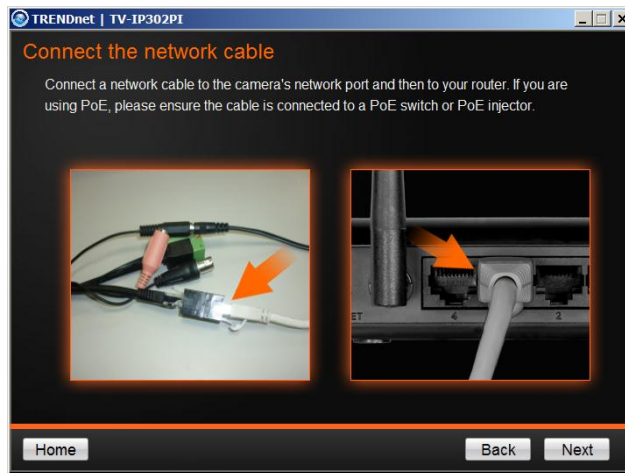 TRENDnet | TV-IP302PI
Connect the network cable
Connect a network cable to the camera's network port and then to your router. If you are
using PoE, please ensure the cable is connected to a PoE switch or PoE injector.
ET
4
2
Home
Back
Next